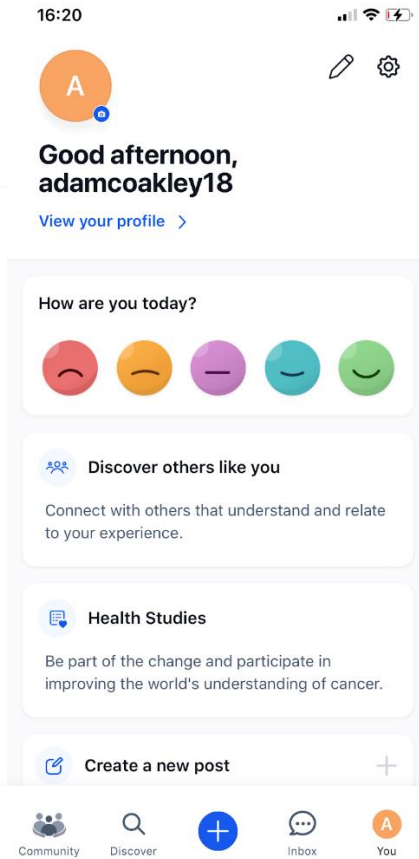 16:20
A
Good afternoon,
adamcoakley18
View your profile
How are you today?
Discover others like you
Connect with others that understand and relate
to your experience.
Health Studies
Be part of the change and participate in
improving the world's understanding of cancer.
Create a new post
A
Community Discover Inbox You